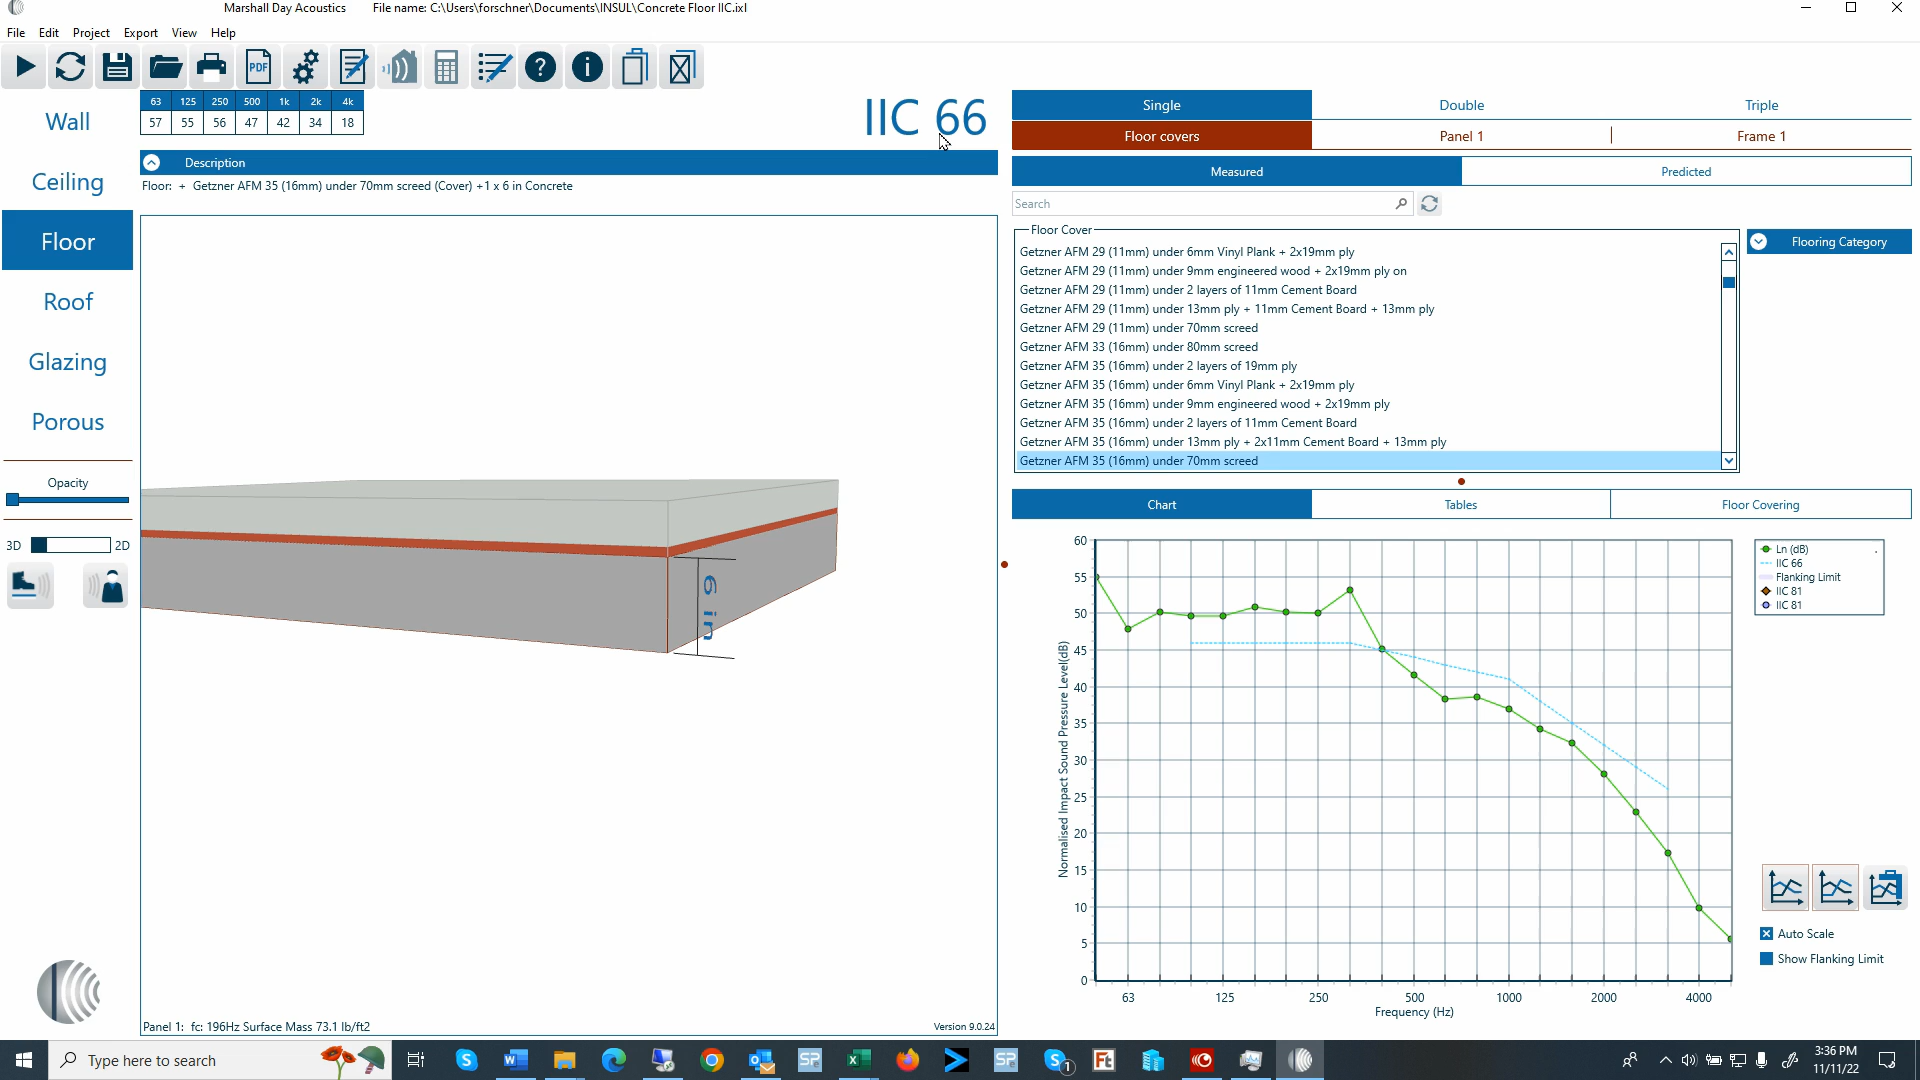 Marshall Day Acoustics File name: C:\Users\forschner\Documents\INSUL\Concrete Floor IIC.ixl
File Edit Project Export View Help
PDF
63 125 250 500 1k 2k 4k
57 55 56 47 42 34 18
IIC 66
Description
Floor: + Getzner AFM 35 (16mm) under 70mm screed (Cover) +1 x 6 in Concrete
Wall
Ceiling
Floor
Roof
Glazing
Porous
Opacity
3D 2D
6 in
Panel 1: fc: 196Hz Surface Mass 73.1 lb/ft2
Version 9.0.24
Single Double Triple
Floor covers Panel 1 Frame 1
Measured Predicted
Search
Floor Cover
Flooring Category
Getzner AFM 29 (11mm) under 6mm Vinyl Plank + 2x19mm ply
Getzner AFM 29 (11mm) under 9mm engineered wood + 2x19mm ply on
Getzner AFM 29 (11mm) under 2 layers of 11mm Cement Board
Getzner AFM 29 (11mm) under 13mm ply + 11mm Cement Board + 13mm ply
Getzner AFM 29 (11mm) under 70mm screed
Getzner AFM 33 (16mm) under 80mm screed
Getzner AFM 35 (16mm) under 2 layers of 19mm ply
Getzner AFM 35 (16mm) under 6mm Vinyl Plank + 2x19mm ply
Getzner AFM 35 (16mm) under 9mm engineered wood + 2x19mm ply
Getzner AFM 35 (16mm) under 2 layers of 11mm Cement Board
Getzner AFM 35 (16mm) under 13mm ply + 2x11mm Cement Board + 13mm ply
Getzner AFM 35 (16mm) under 70mm screed
Chart Tables Floor Covering
Normalised Impact Sound Pressure Level(dB)
60
55
50
45
40
35
30
25
20
15
10
5
0
63 125 250 500 1000 2000 4000
Frequency (Hz)
Ln (dB)
IIC 66
Flanking Limit
IIC 81
IIC 81
Auto Scale
Show Flanking Limit
Type here to search
SP
SP
1
Ft
3:36 PM
11/11/22